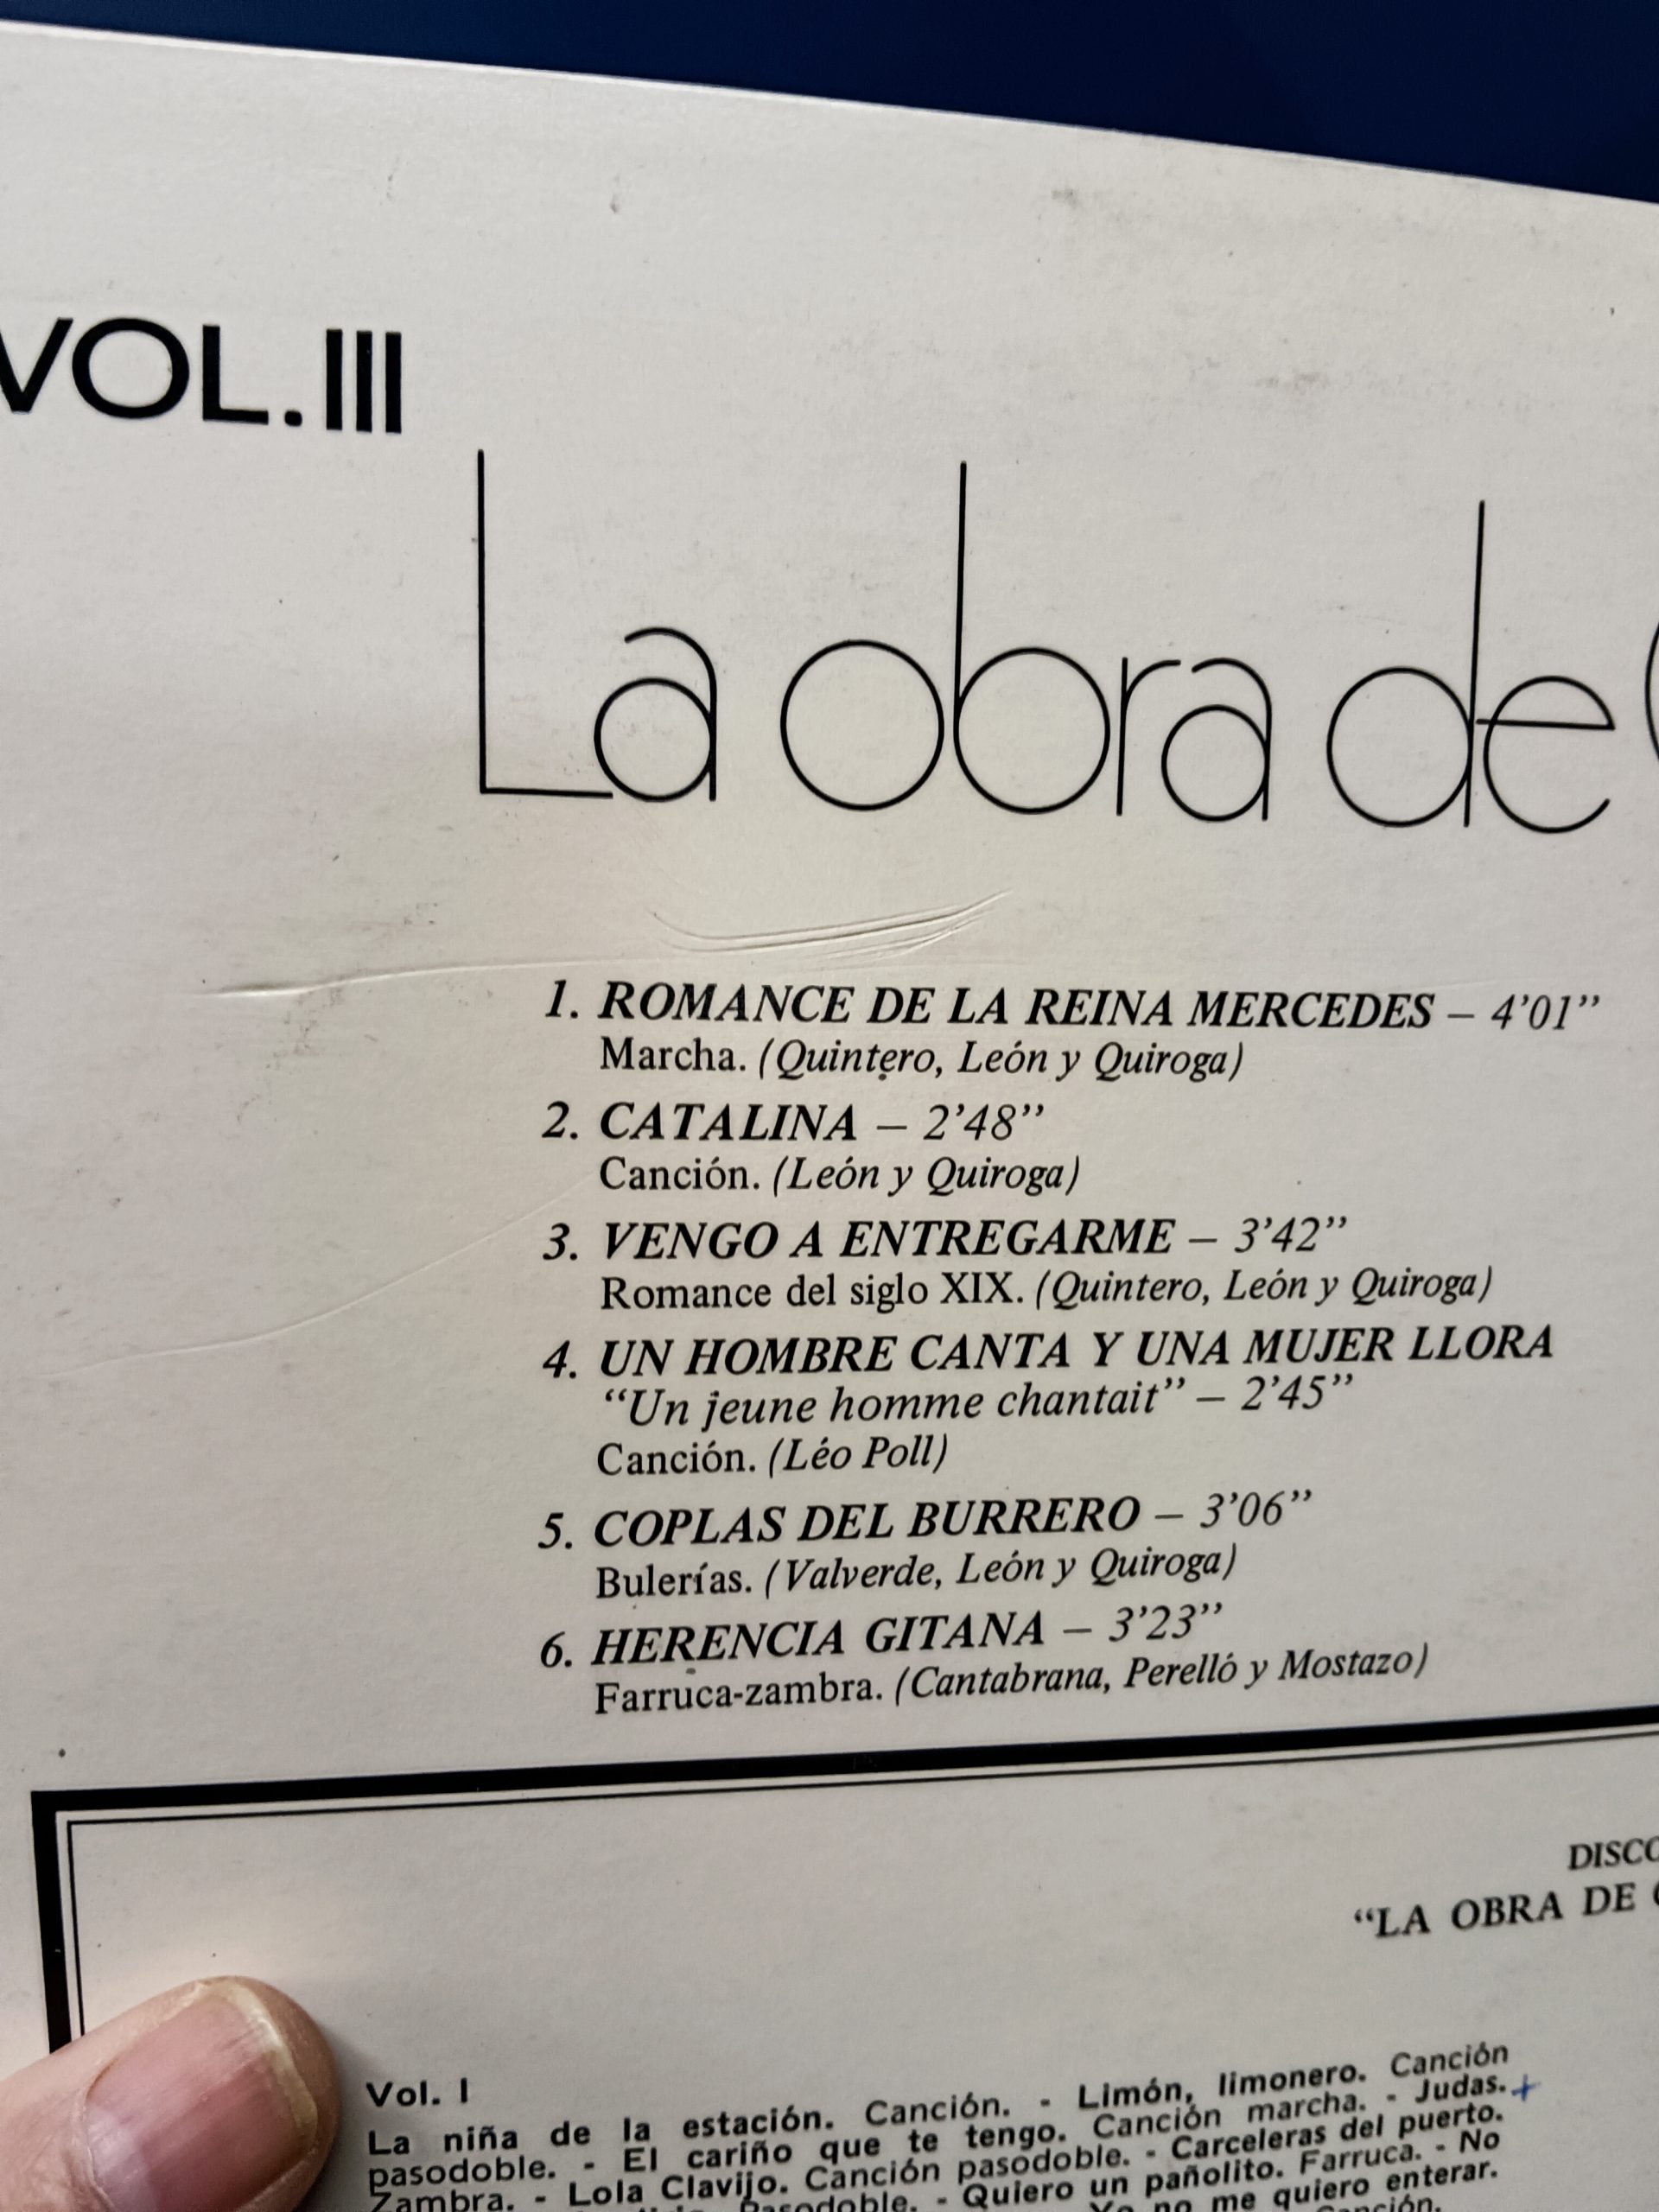 VOL. III
La obra de
1. ROMANCE DE LA REINA MERCEDES – 4’01’’
Marcha. (Quintero, León y Quiroga)
2. CATALINA – 2’48’’
Canción. (León y Quiroga)
3. VENGO A ENTREGARME – 3’42’’
Romance del siglo XIX. (Quintero, León y Quiroga)
4. UN HOMBRE CANTA Y UNA MUJER LLORA
“Un jeune homme chantait” – 2’45’’
Canción. (Léo Poll)
5. COPLAS DEL BURRERO – 3’06’’
Bulerías. (Valverde, León y Quiroga)
6. HERENCIA GITANA – 3’23’’
Farruca-zambra. (Cantabrana, Perelló y Mostazo)
DISCO
“LA OBRA DE
Vol. I
La niña de la estación. Canción. - Limón, limonero. Canción
pasodoble. - El cariño que te tengo. Canción marcha. - Judas. +
Zambra. - Lola Clavijo. Canción pasodoble. - Carceleras del puerto.
Pasodoble. - Quiero un pañolito. Farruca. - No
Yo no me quiero enterar.
Canción.